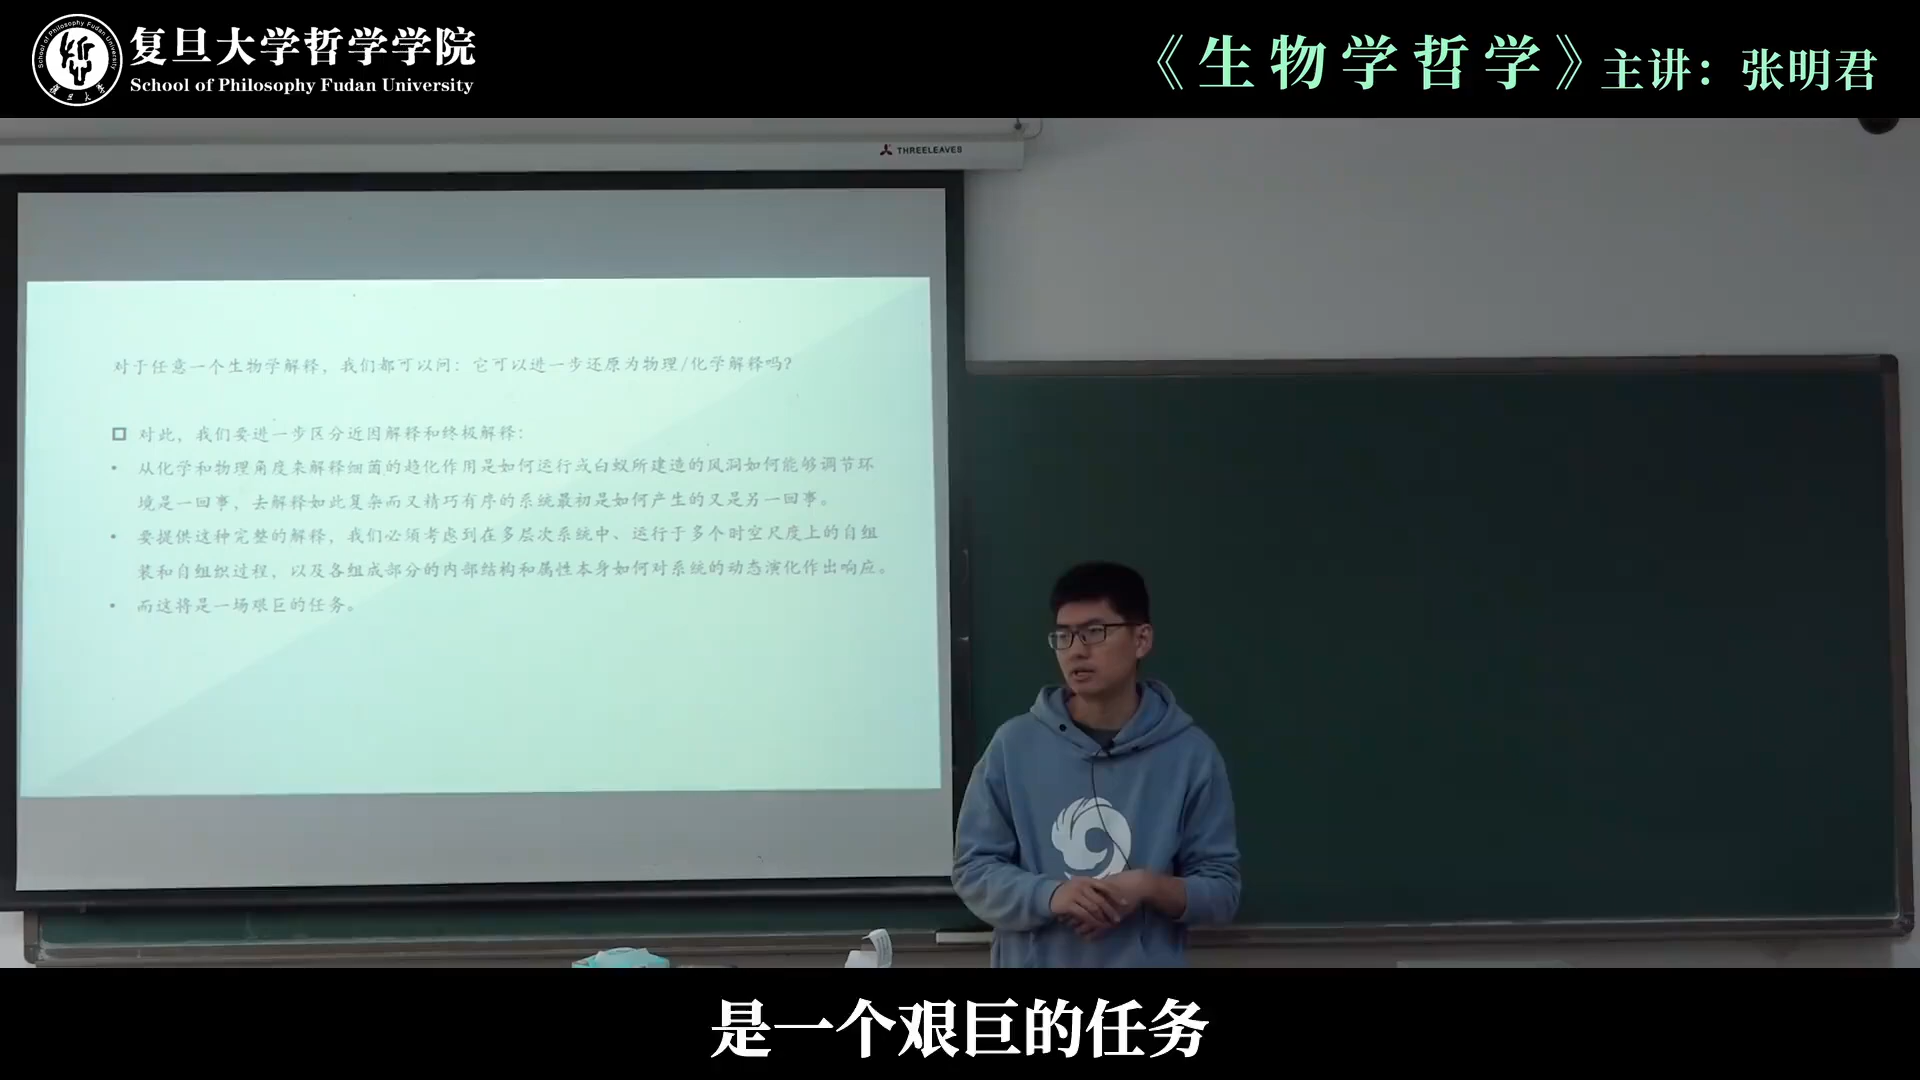 复旦大学哲学学院
School of Philosophy Fudan University
《生物学哲学》主讲：张明君
THREELEAVES
对于任意一个生物学解释，我们都可以问：它可以进一步还原为物理/化学解释吗？
对此，我们要进一步区分近因解释和终极解释：
• 从化学和物理角度来解释细菌的趋化作用是如何运行或白蚁所建造的风洞如何能够调节环
境是一回事，去解释如此复杂而又精巧有序的系统最初是如何产生的又是另一回事。
• 要提供这种完整的解释，我们必须考虑到在多层次系统中、运行于多个时空尺度上的自组
装和自组织过程，以及各组成部分的内部结构和属性本身如何对系统的动态演化作出响应。
• 而这将是一场艰巨的任务。
是一个艰巨的任务